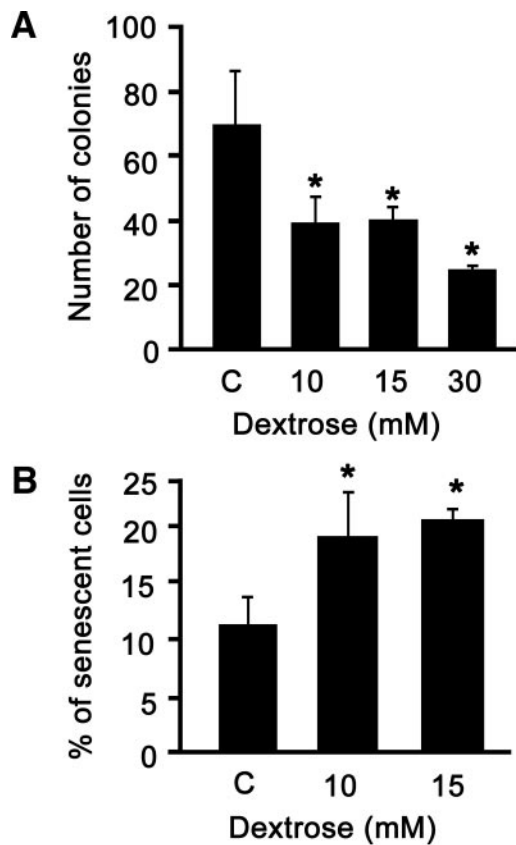 A
Number of colonies
100
80
60
40
20
0
*
*
*
C 10 15 30
Dextrose (mM)
B
% of senescent cells
25
20
15
10
5
0
*
*
C 10 15
Dextrose (mM)